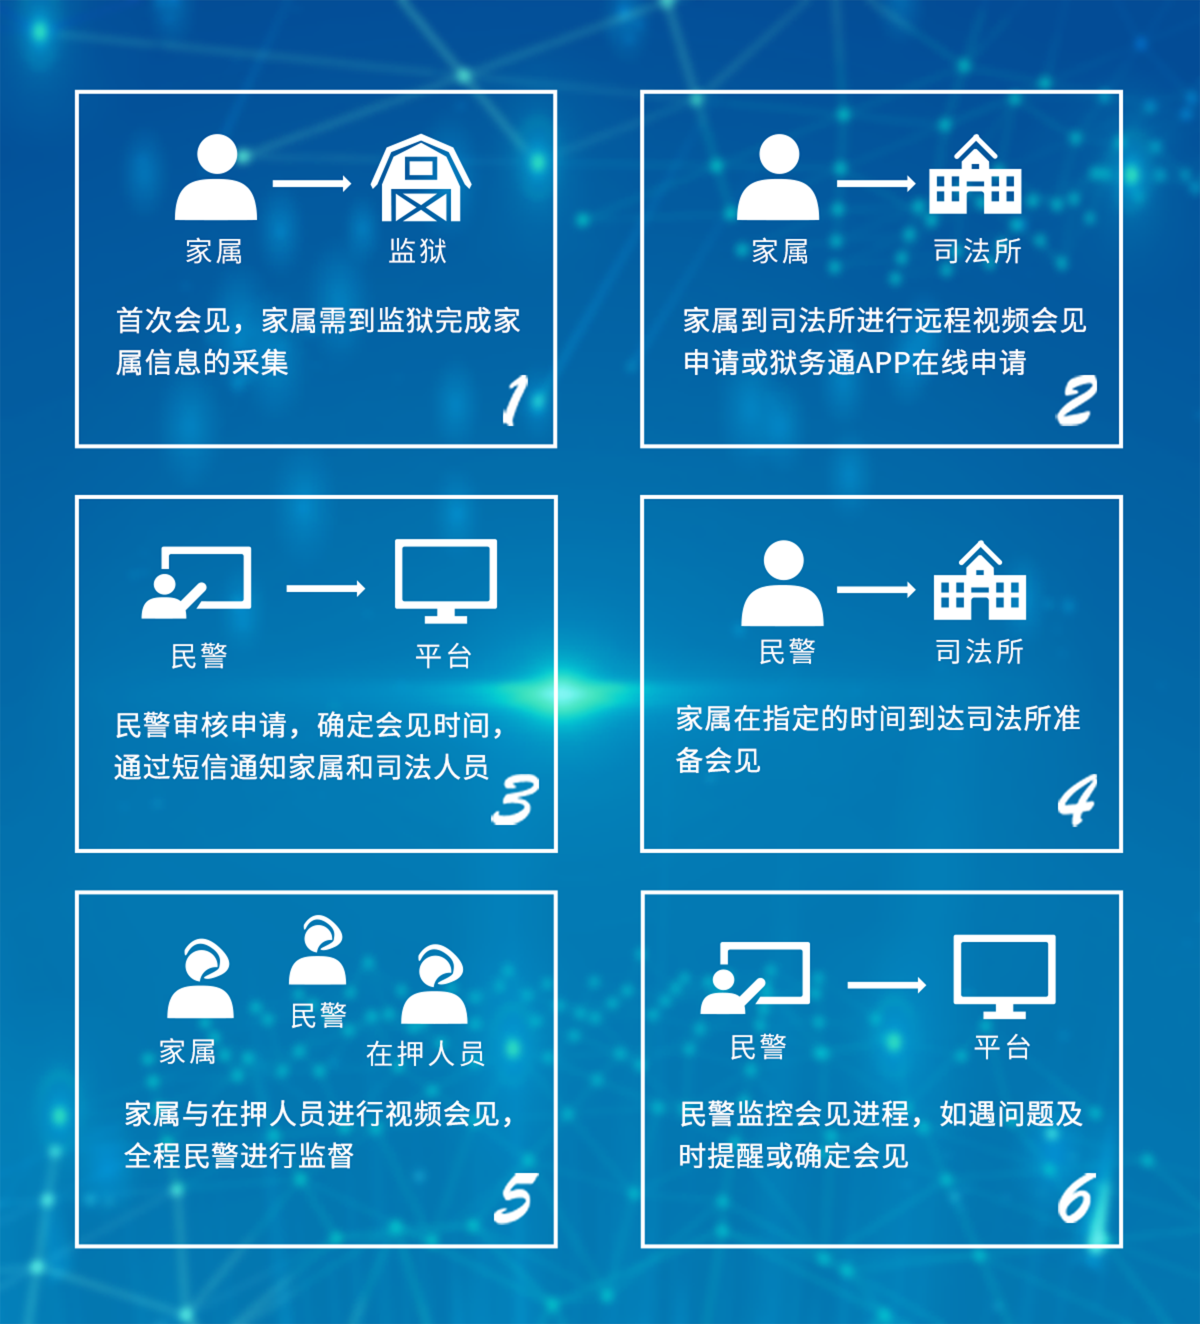 家属
监狱
首次会见，家属需到监狱完成家
属信息的采集
1
家属
司法所
家属到司法所进行远程视频会见
申请或狱务通APP在线申请
2
民警
平台
民警审核申请，确定会见时间，
通过短信通知家属和司法人员
3
民警
司法所
家属在指定的时间到达司法所准
备会见
4
家属
民警
在押人员
家属与在押人员进行视频会见，
全程民警进行监督
5
民警
平台
民警监控会见进程，如遇问题及
时提醒或确定会见
6